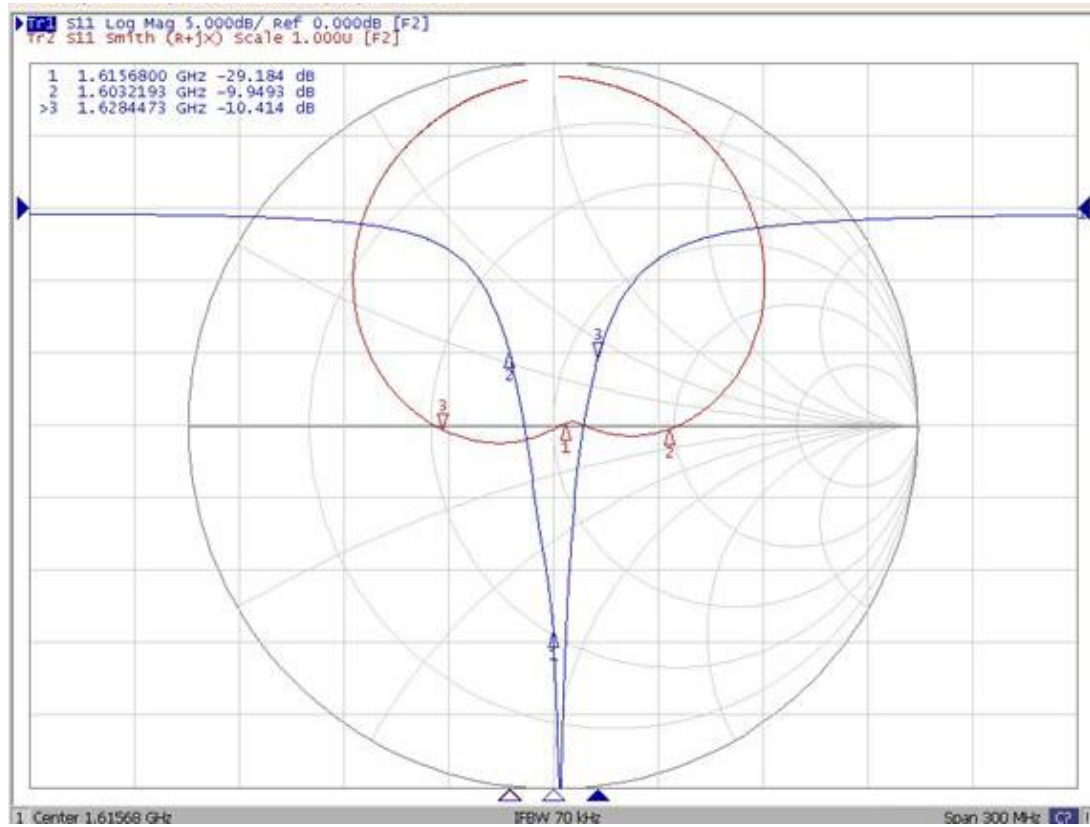 Tr1 S11 Log Mag 5.000dB/ Ref 0.000dB [F2]
Tr2 S11 Smith (R+jX) Scale 1.000U [F2]
1 1.6156800 GHz -29.184 dB
2 1.6032193 GHz -9.9493 dB
>3 1.6284473 GHz -10.414 dB
3
2
3
1
2
1
1 Center 1.61568 GHz IFBW 70 kHz Span 300 MHz C?